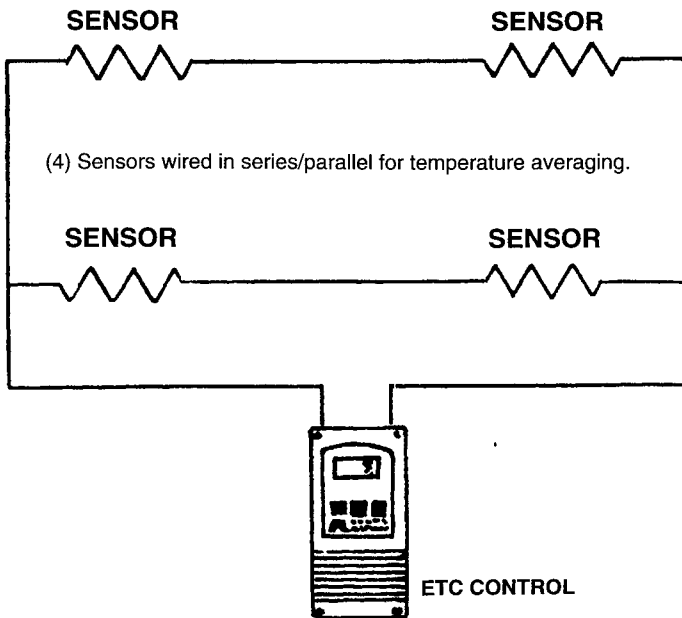 SENSOR SENSOR
(4) Sensors wired in series/parallel for temperature averaging.
SENSOR SENSOR
ETC CONTROL